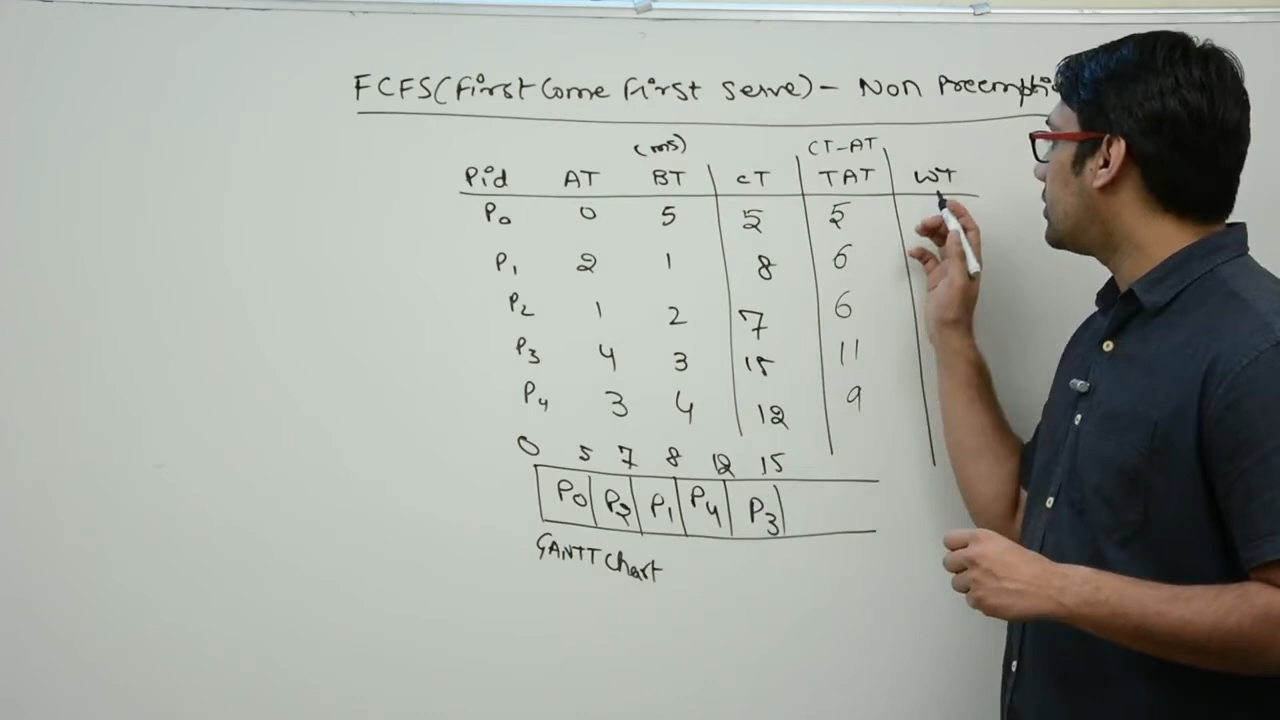 FCFS(First Come First Serve) - Non Preempti
(ms) CT-AT
Pid AT BT CT TAT WT
P0 0 5 5 5
P1 2 1 8 6
P2 1 2 7 6
P3 4 3 15 11
P4 3 4 12 9
0 5 7 8 12 15
P0 P2 P1 P4 P3
GANTT Chart